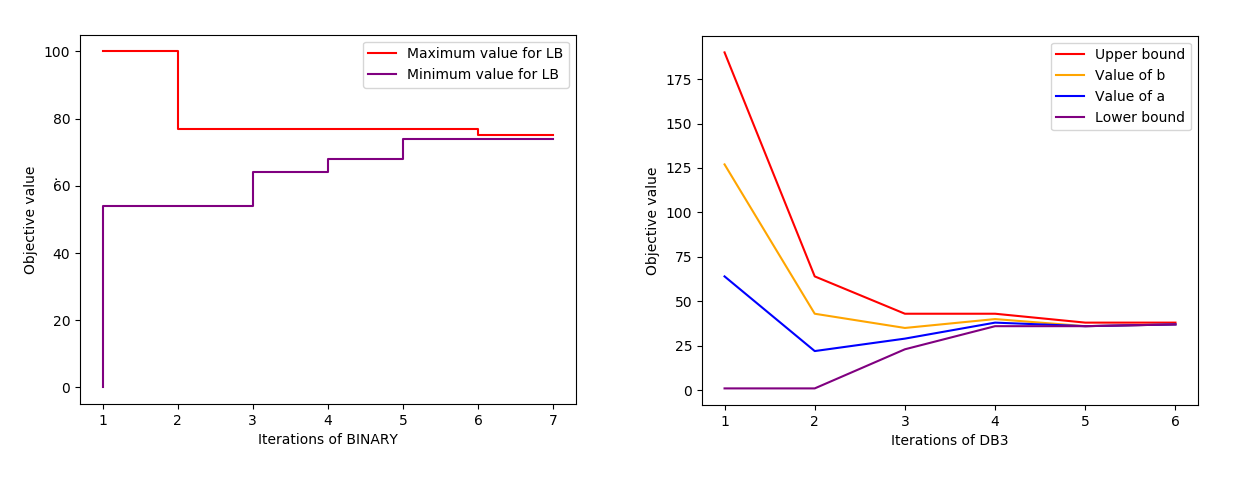 Maximum value for LB
Minimum value for LB
100
80
60
40
20
0
Objective value
1 2 3 4 5 6 7
Iterations of BINARY
Upper bound
Value of b
Value of a
Lower bound
175
150
125
100
75
50
25
0
Objective value
1 2 3 4 5 6
Iterations of DB3